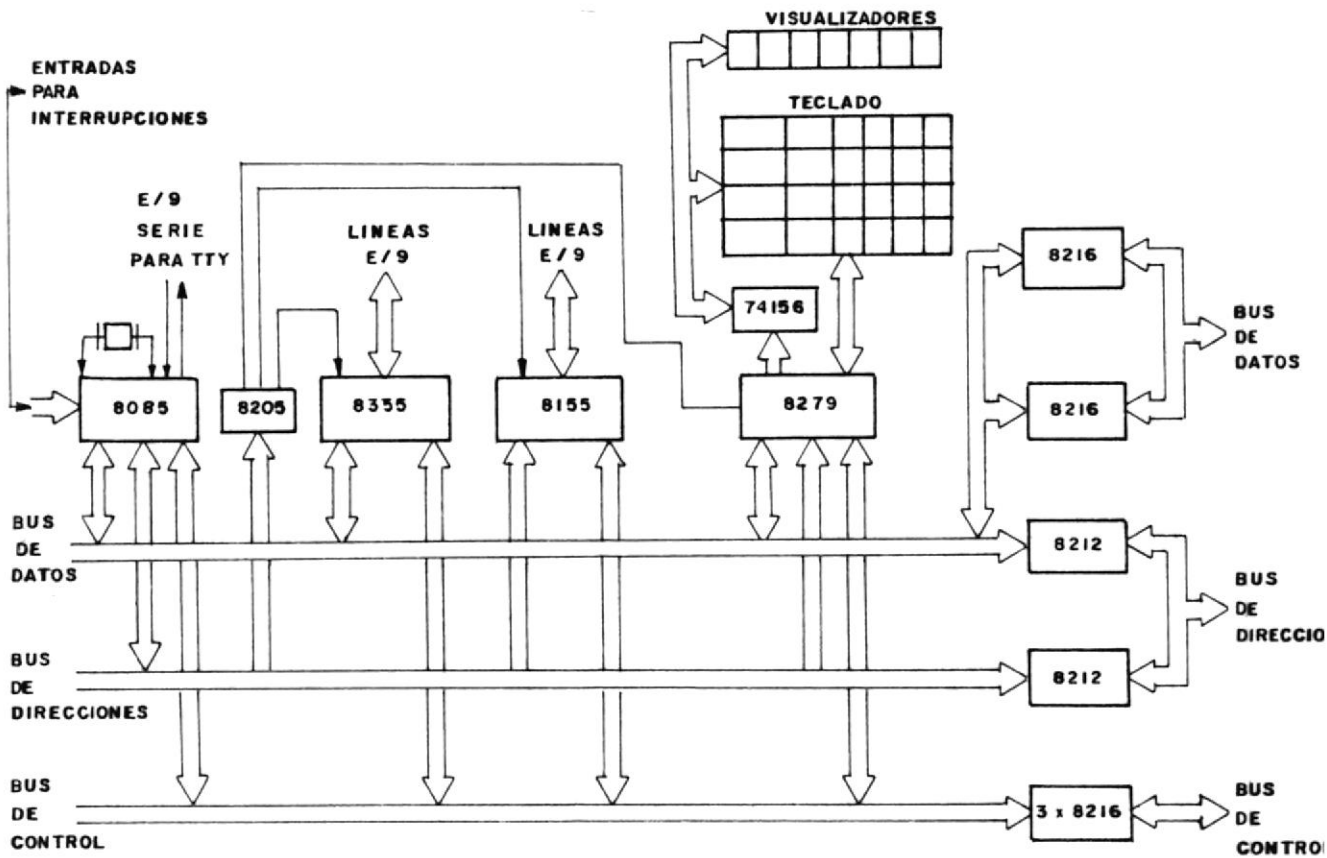 VISUALIZADORES
ENTRADAS
PARA
INTERRUPCIONES
TECLADO
E/9
SERIE
PARA TTY
LINEAS
E/9
LINEAS
E/9
8216
74156
BUS
DE
DATOS
8085
8205
8355
8155
8279
8216
BUS
DE
DATOS
8212
BUS
DE
DIRECCIO
BUS
DE
DIRECCIONES
8212
BUS
DE
CONTROL
3 x 8216
BUS
DE
CONTRO